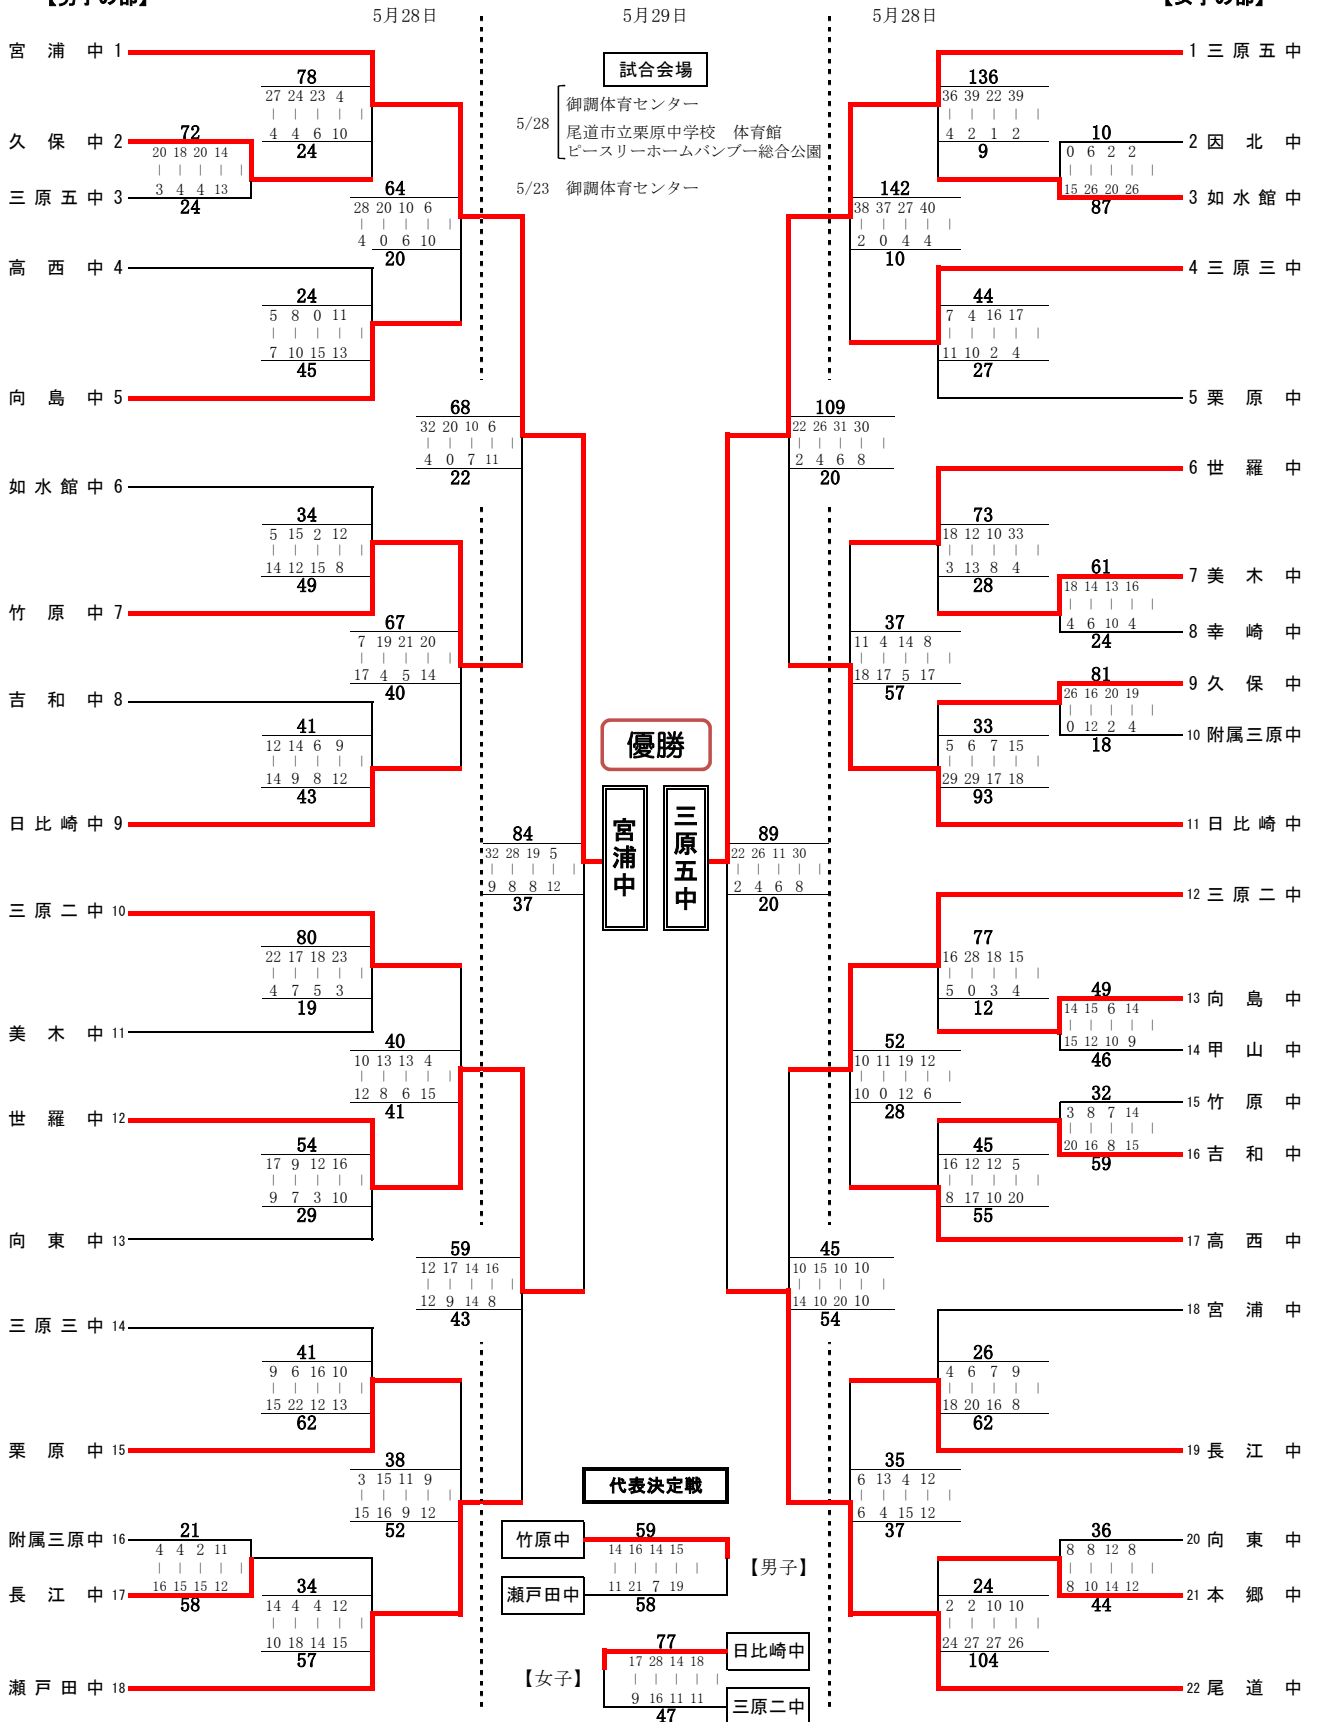 【男子の部】
【女子の部】
5月28日
5月29日
5月28日
試合会場
5/28
御調体育センター
尾道市立栗原中学校　体育館
ピースリーホームバンブー総合公園
5/23　御調体育センター
宮浦中 1
久保中 2
三原五中 3
高西中 4
向島中 5
如水館中 6
竹原中 7
吉和中 8
日比崎中 9
三原二中 10
美木中 11
世羅中 12
向東中 13
三原三中 14
栗原中 15
附属三原中 16
長江中 17
瀬戸田中 18
72
20 18 20 14
3 4 4 13
24
21
4 4 2 11
16 15 15 12
58
78
27 24 23 4
4 4 6 10
24
24
5 8 0 11
7 10 15 13
45
34
5 15 2 12
14 12 15 8
49
41
12 14 6 9
14 9 8 12
43
80
22 17 18 23
4 7 5 3
19
54
17 9 12 16
9 7 3 10
29
41
9 6 16 10
15 22 12 13
62
34
14 4 4 12
10 18 14 15
57
64
28 20 10 6
4 0 6 10
20
67
7 19 21 20
17 4 5 14
40
40
10 13 13 4
12 8 6 15
41
38
3 15 11 9
15 16 9 12
52
68
32 20 10 6
4 0 7 11
22
59
12 17 14 16
12 9 14 8
43
84
32 28 19 5
9 8 8 12
37
優勝
宮浦中
三原五中
89
22 26 11 30
2 4 6 8
20
109
22 26 31 30
2 4 6 8
20
45
10 15 10 10
14 10 20 10
54
142
38 37 27 40
2 0 4 4
10
37
11 4 14 8
18 17 5 17
57
52
10 11 19 12
10 0 12 6
28
35
6 13 4 12
6 4 15 12
37
136
36 39 22 39
4 2 1 2
9
44
7 4 16 17
11 10 2 4
27
73
18 12 10 33
3 13 8 4
28
33
5 6 7 15
29 29 17 18
93
77
16 28 18 15
5 0 3 4
12
45
16 12 12 5
8 17 10 20
55
26
4 6 7 9
18 20 16 8
62
24
2 2 10 10
24 27 27 26
104
10
0 6 2 2
15 26 20 26
87
61
18 14 13 16
4 6 10 4
24
81
26 16 20 19
0 12 2 4
18
49
14 15 6 14
15 12 10 9
46
32
3 8 7 14
20 16 8 15
59
36
8 8 12 8
8 10 14 12
44
1 三原五中
2 因北中
3 如水館中
4 三原三中
5 栗原中
6 世羅中
7 美木中
8 幸崎中
9 久保中
10 附属三原中
11 日比崎中
12 三原二中
13 向島中
14 甲山中
15 竹原中
16 吉和中
17 高西中
18 宮浦中
19 長江中
20 向東中
21 本郷中
22 尾道中
代表決定戦
竹原中
59
14 16 14 15
【男子】
11 21 7 19
瀬戸田中
58
77
日比崎中
17 28 14 18
【女子】
9 16 11 11
三原二中
47